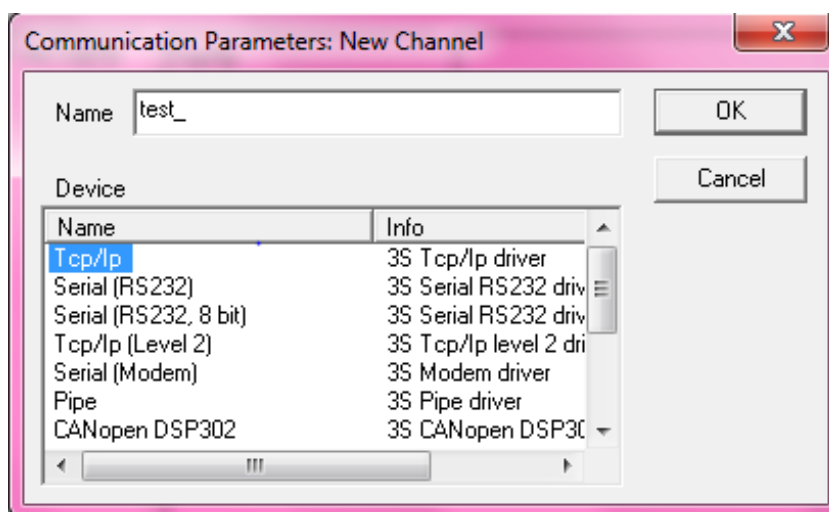 Communication Parameters: New Channel
Name test_ OK
Cancel
Device
Name Info
Tcp/Ip 3S Tcp/Ip driver
Serial (RS232) 3S Serial RS232 driv
Serial (RS232, 8 bit) 3S Serial RS232 driv
Tcp/Ip (Level 2) 3S Tcp/Ip level 2 dri
Serial (Modem) 3S Modem driver
Pipe 3S Pipe driver
CANopen DSP302 3S CANopen DSP30